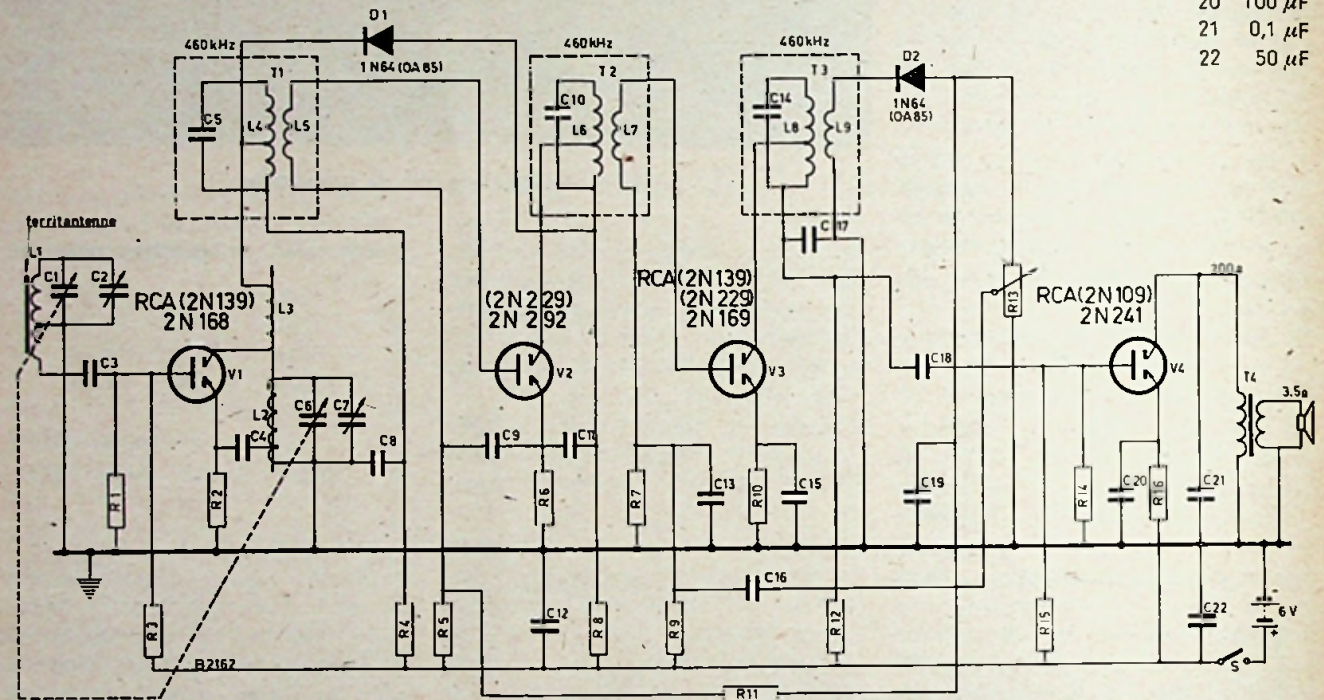 20 100 µF
21 0,1 µF
22 50 µF
D1
1N64(OA85)
460kHz
T1
C5
L4
L5
460kHz
T2
C10
L6
L7
460kHz
T3
C14
L8
L9
D2
1N64
(OA85)
C17
ferritantenne
L1
C1
C2
RCA(2N139)
2N168
L3
C3
V1
L2
C6
C7
C4
C8
R1
R2
(2N229)
2N292
V2
C9
C11
R6
R7
RCA(2N139)
(2N229)
2N169
V3
C13
R10
C15
C18
C19
R13
RCA(2N109)
2N241
V4
200Ω
T4
3.5Ω
R14
C20
R16
C21
C16
R3
R4
R5
C12
R8
R9
R12
R15
C22
6V
-
+
S
B2162
R11